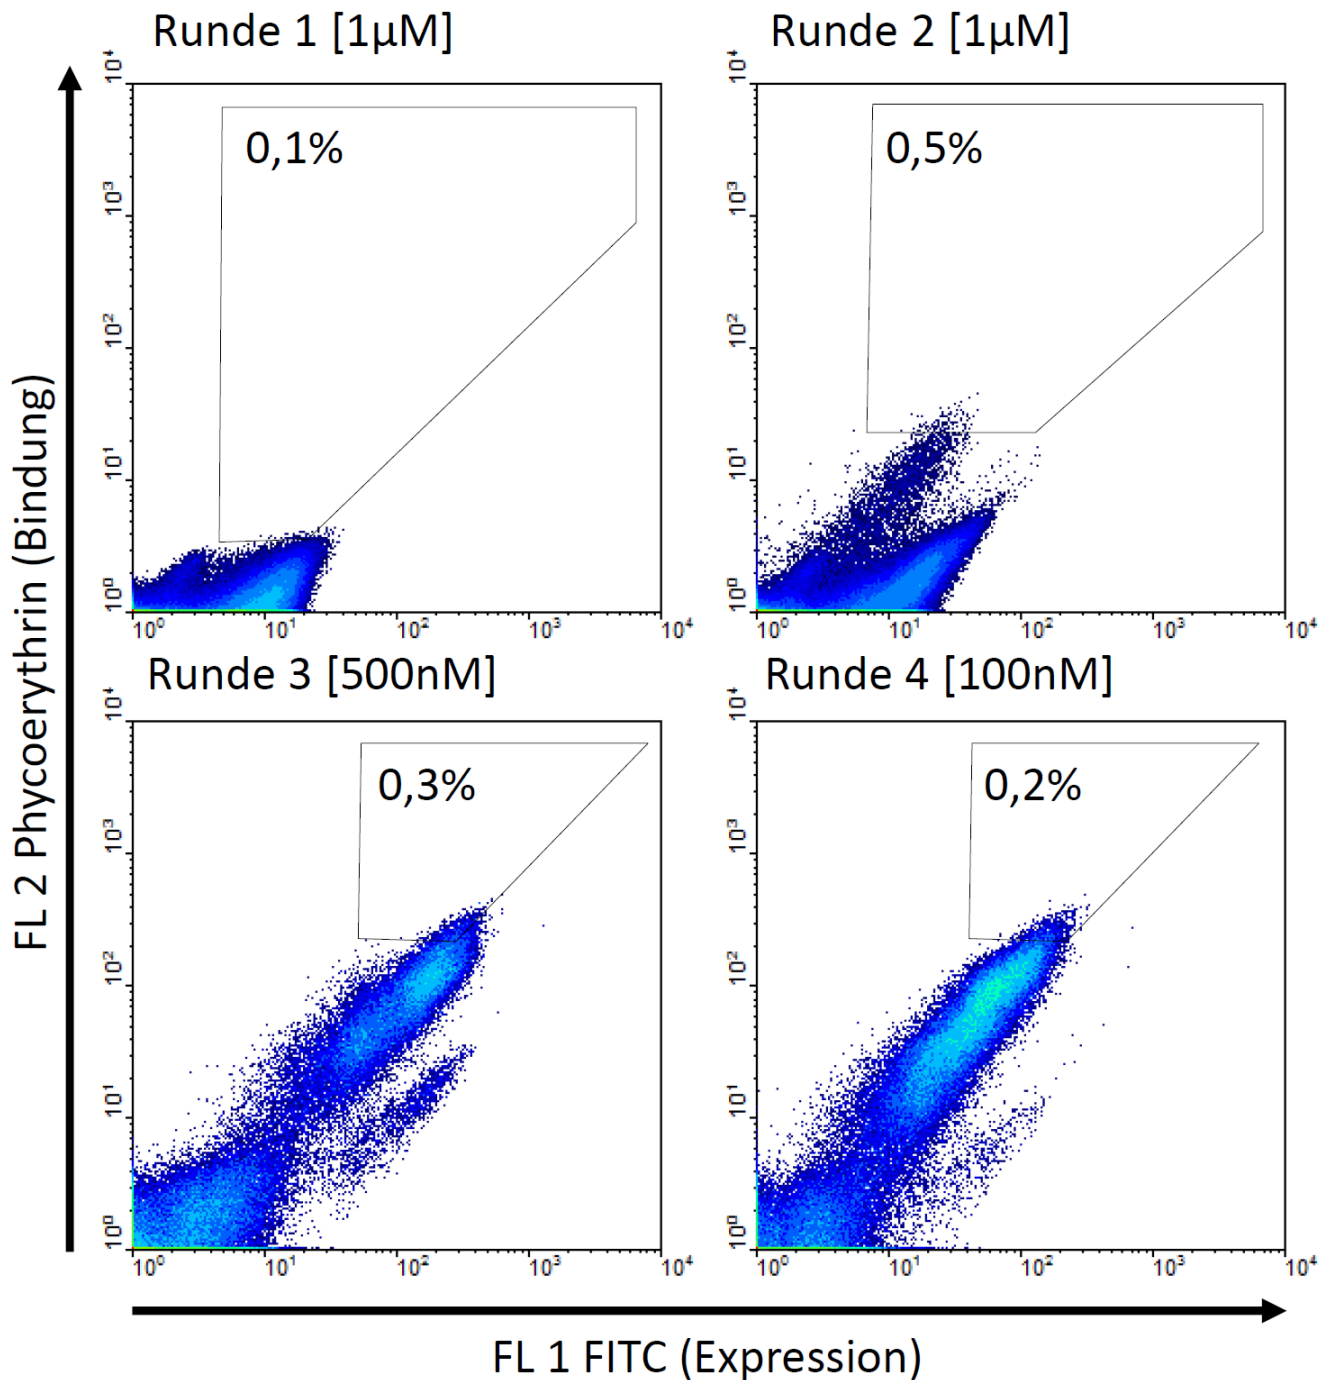 Runde 1 [1µM]
Runde 2 [1µM]
10⁴
10³
10²
10¹
10⁰
0,1%
10⁰ 10¹ 10² 10³ 10⁴
10⁴
10³
10²
10¹
10⁰
0,5%
10⁰ 10¹ 10² 10³ 10⁴
Runde 3 [500nM]
Runde 4 [100nM]
10⁴
10³
10²
10¹
10⁰
0,3%
10⁰ 10¹ 10² 10³ 10⁴
10⁴
10³
10²
10¹
10⁰
0,2%
10⁰ 10¹ 10² 10³ 10⁴
FL 2 Phycoerythrin (Bindung)
FL 1 FITC (Expression)